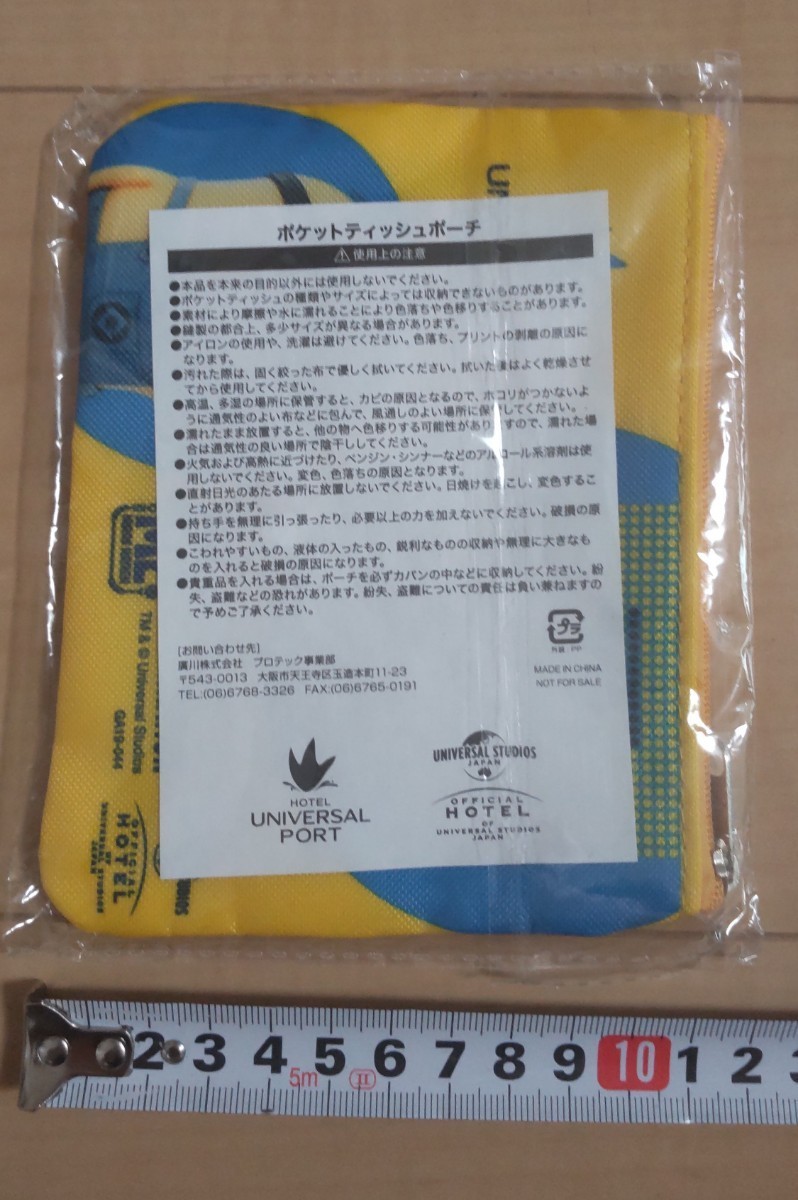 UN
ポケットティッシュポーチ
使用上の注意
●本品を本来の目的以外には使用しないでください。
●ポケットティッシュの種類やサイズによっては収納できないものがあります。
●素材により摩擦や水に濡れることにより色落ちや色移りすることがあります。
●縫製の都合上、多少サイズが異なる場合があります。
●アイロンの使用や、洗濯は避けてください。色落ち、プリントの剥離の原因に
なります。
●汚れた際は、固く絞った布で優しく拭いてください。拭いた後はよく乾燥させ
てから使用してください。
●高温、多湿の場所に保管すると、カビの原因となるので、ホコリがつかないよ
うに通気性のよい布などに包んで、風通しのよい場所に保管してください。
●濡れたまま放置すると、他の物へ色移りする可能性がありますので、濡れた場
合は通気性の良い場所で陰干ししてください。
●火気および高熱に近づけたり、ベンジン・シンナーなどのアルコール系溶剤は使
用しないでください。変色、色落ちの原因となります。
●直射日光のあたる場所に放置しないでください。日焼けを起こし、変色するこ
とがあります。
●持ち手を無理に引っ張ったり、必要以上の力を加えないでください。破損の原
因になります。
●こわれやすいもの、液体の入ったもの、鋭利なものの収納や無理に大きなも
のを入れると破損の原因になります。
●貴重品を入れる場合は、ポーチを必ずカバンの中などに収納してください。紛
失、盗難などの恐れがあります。紛失、盗難についての責任は負い兼ねますの
で予めご了承ください。
[お問い合わせ先]
廣川株式会社 プロテック事業部
〒543-0013 大阪市天王寺区玉造本町11-23
TEL:(06)6768-3326 FAX:(06)6765-0191
プラ
外袋:PP
MADE IN CHINA
NOT FOR SALE
HOTEL
UNIVERSAL
PORT
UNIVERSAL STUDIOS
JAPAN
OFFICIAL
HOTEL
OF
UNIVERSAL STUDIOS
JAPAN
TM & © Universal Studios
GA19-044
OFFICIAL
HOTEL
OF
UNIVERSAL STUDIOS
JAPAN
2 3 4 5 6 7 8 9 10 1 2 3
5m
II